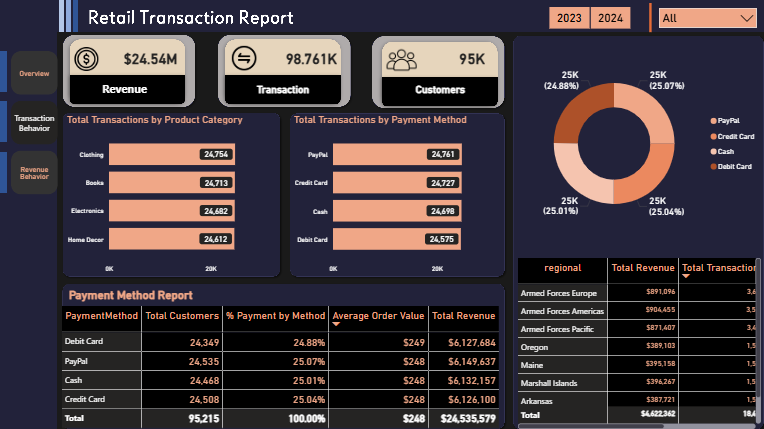 Retail Transaction Report
2023
2024
All
$24.54M
Revenue
98.761K
Transaction
95K
Customers
Overview
Transaction
Behavior
Revenue
Behavior
Total Transactions by Product Category
Clothing 24,754
Books 24,713
Electronics 24,682
Home Decor 24,612
0K 20K
Total Transactions by Payment Method
PayPal 24,761
Credit Card 24,727
Cash 24,698
Debit Card 24,575
0K 20K
25K
(24.88%)
25K
(25.07%)
25K
(25.01%)
25K
(25.04%)
PayPal
Credit Card
Cash
Debit Card
Payment Method Report
PaymentMethod Total Customers % Payment by Method Average Order Value Total Revenue
Debit Card 24,349 24.88% $249 $6,127,684
PayPal 24,535 25.07% $248 $6,149,637
Cash 24,468 25.01% $248 $6,132,157
Credit Card 24,508 25.04% $248 $6,126,100
Total 95,215 100.00% $248 $24,535,579
regional Total Revenue Total Transaction
Armed Forces Europe $891,096 3,6
Armed Forces Americas $904,455 3,5
Armed Forces Pacific $871,407 3,4
Oregon $389,103 1,5
Maine $395,158 1,5
Marshall Islands $396,267 1,5
Arkansas $387,721 1,5
Total $4,622,362 18,4